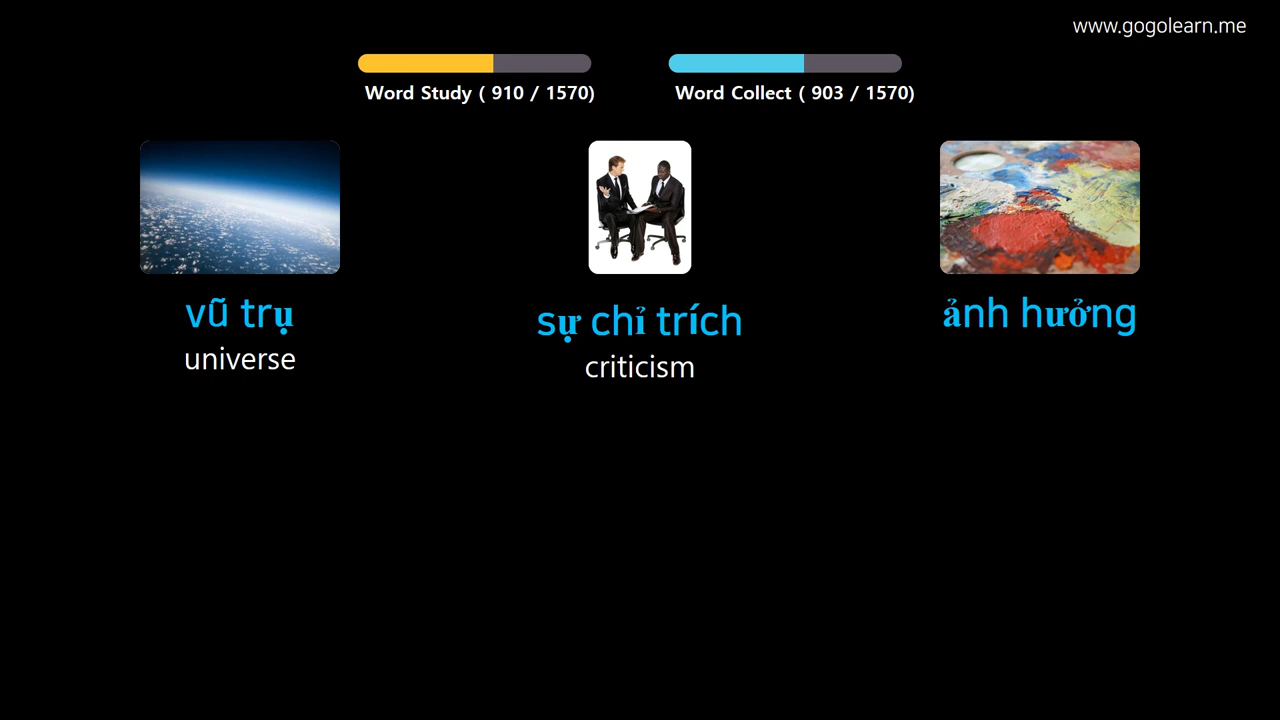 www.gogolearn.me
Word Study ( 910 / 1570)
Word Collect ( 903 / 1570)
vũ trụ
universe
sự chỉ trích
criticism
ảnh hưởng